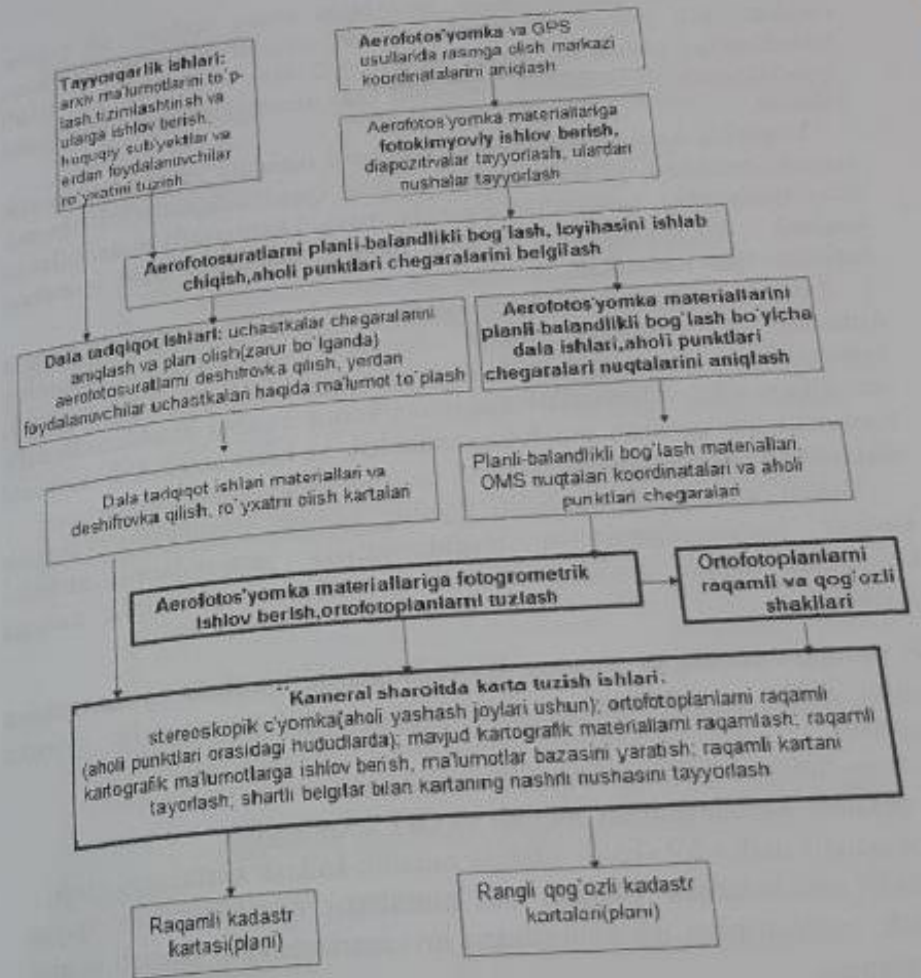 Tayyorqarlik ishlari:
arxiv ma'lumotlarini to`p-
lash,tizimlashtirish va
ularga ishlov berish,
huquqiy sub'yektlar va
erdan foydalanuvchilar
ro`yxatini tuzish
Aerofotos'yomka va GPS
usullarida rasmga olish markazi
koordinatalarini aniqlash
Aerofotos'yomka materiallariga
fotokimyoviy ishlov berish,
diapozitivalar tayyorlash, ulardan
nushalar tayyorlash
Aerofotosuratlarni planli-balandlikli bog`lash, loyihasini ishlab
chiqish,aholi punktlari chegaralarini belgilash
Dala tadqiqot ishlari: uchastkalar chegaralarini
aniqlash va plan olish(zarur bo`lganda)
aerofotosuratlarni deshifrovka qilish, yerdan
foydalanuvchilar uchastkalari haqida ma'lumot to`plash
Aerofotos'yomka materiallarini
planli-balandlikli bog`lash bo`yicha
dala ishlari,aholi punktlari
chegaralari nuqtalarini aniqlash
Dala tadqiqot ishlari materiallari va
deshifrovka qilish, ro`yxatni olish kartalari
Planli-balandlikli bog`lash materiallari,
OMS nuqtalari koordinatalari va aholi
punktlari chegaralari
Aerofotos'yomka materiallariga fotogrometrik
ishlov berish,ortofotoplanlarni tuzlash
Ortofotoplanlarni
raqamli va qog`ozli
shakllari
Kameral sharoitda karta tuzish ishlari:
stereoskopik c'yomka(aholi yashash joylari ushun); ortofotoplanlarni raqamli
(aholi punktlari orasidagi hududlarda); mavjud kartografik materiallarni raqamlash; raqamli
kartografik ma'lumotlarga ishlov berish, ma'lumotlar bazasini yaratish; raqamli kartani
tayorlash; shartli belgilar bilan kartaning nashrli nushasini tayyorlash
Raqamli kadastr
kartasi(plani)
Rangli qog`ozli kadastr
kartalari(plani)